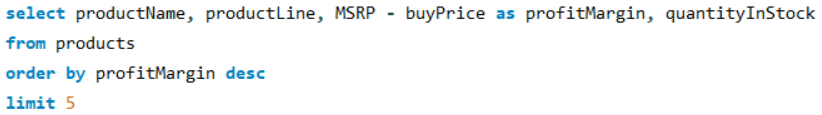 select productName, productLine, MSRP - buyPrice as profitMargin, quantityInStock
from products
order by profitMargin desc
limit 5